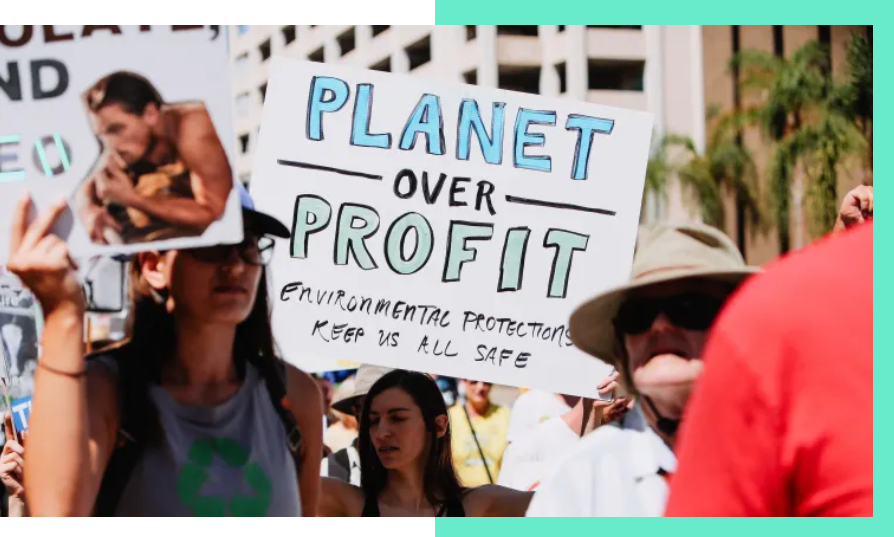 ND
PLANET
OVER
PROFIT
ENVIRONMENTAL PROTECTIONS
KEEP US ALL SAFE